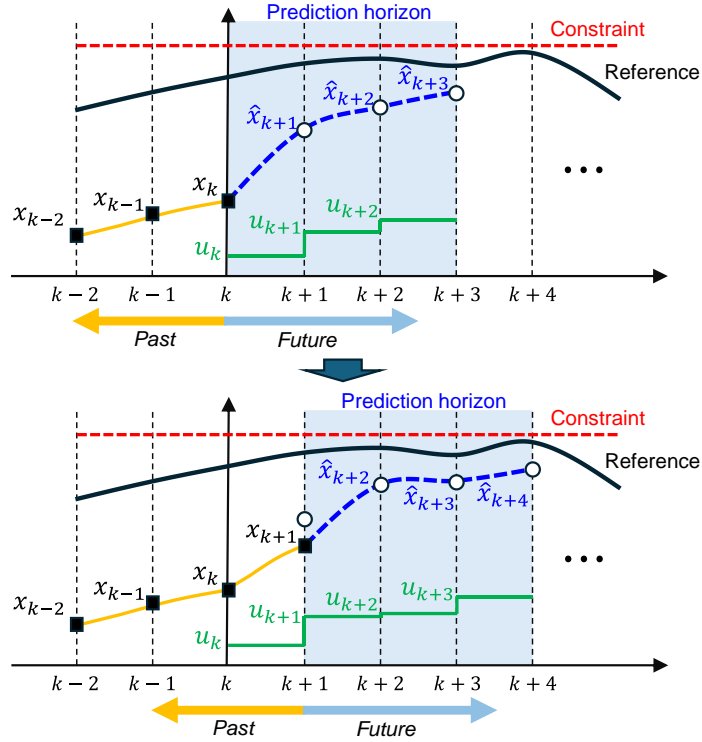 Prediction horizon
Constraint
Reference
x̂ₖ₊₃
x̂ₖ₊₂
x̂ₖ₊₁
xₖ
xₖ₋₁
xₖ₋₂
uₖ₊₂
uₖ₊₁
uₖ
...
k − 2 k − 1 k k + 1 k + 2 k + 3 k + 4
Past Future
Prediction horizon
Constraint
Reference
x̂ₖ₊₂
x̂ₖ₊₃
x̂ₖ₊₄
xₖ₊₁
xₖ
xₖ₋₁
xₖ₋₂
uₖ₊₃
uₖ₊₂
uₖ₊₁
uₖ
...
k − 2 k − 1 k k + 1 k + 2 k + 3 k + 4
Past Future